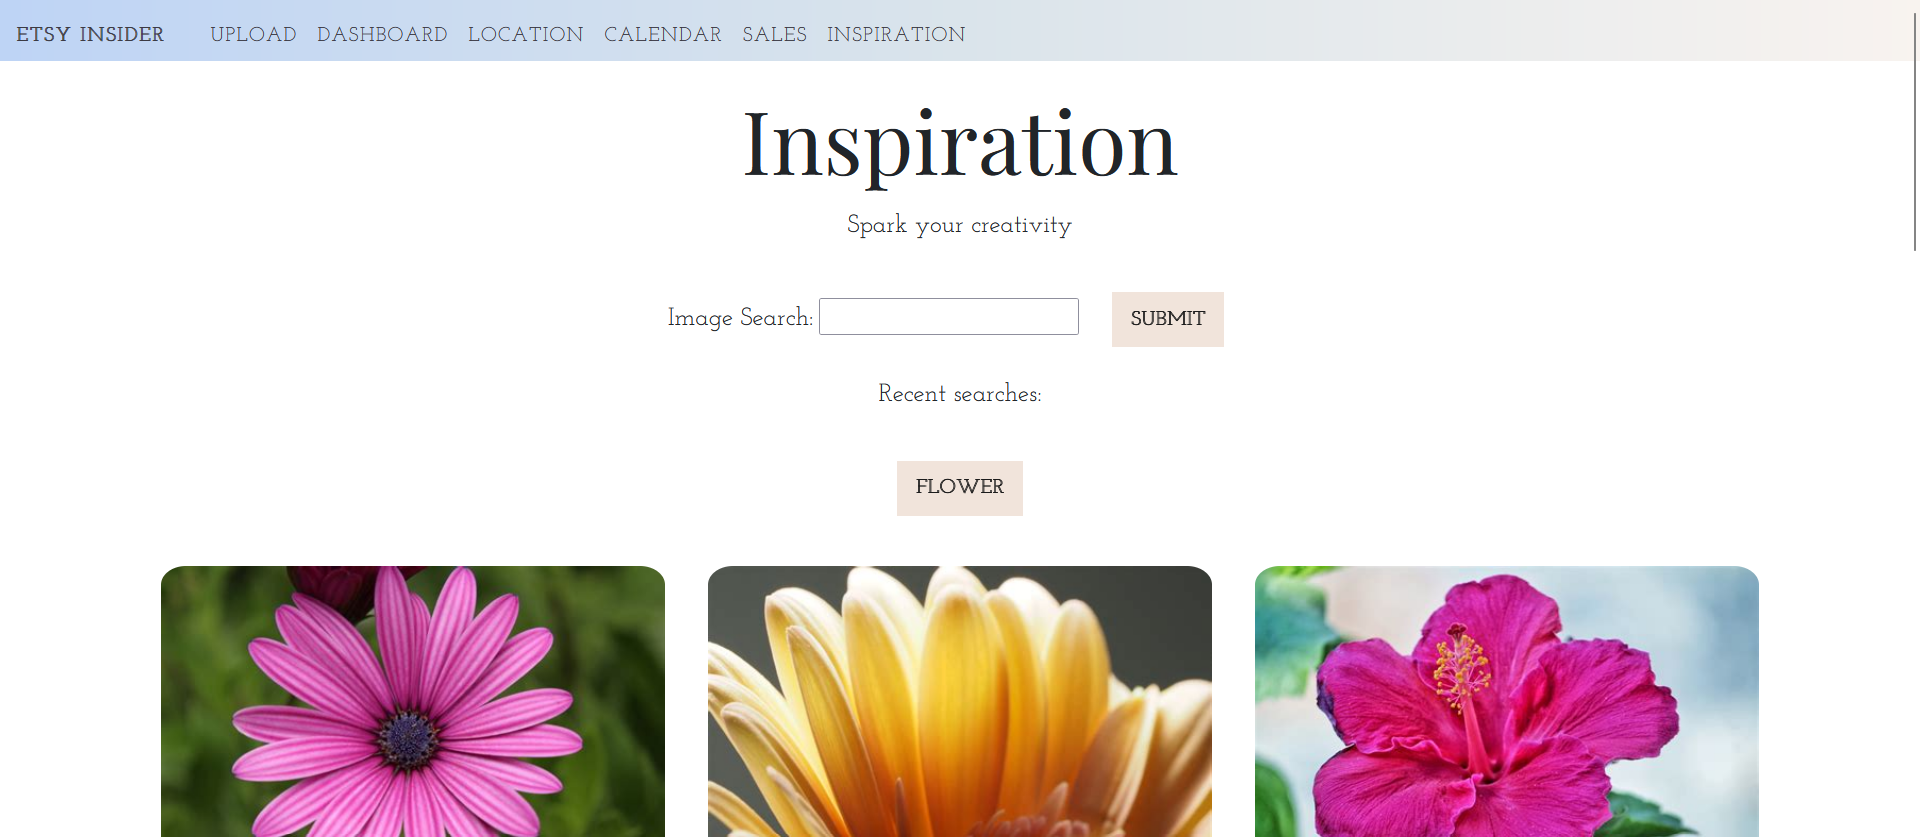 ETSY INSIDER UPLOAD DASHBOARD LOCATION CALENDAR SALES INSPIRATION
Inspiration
Spark your creativity
Image Search: SUBMIT
Recent searches:
FLOWER